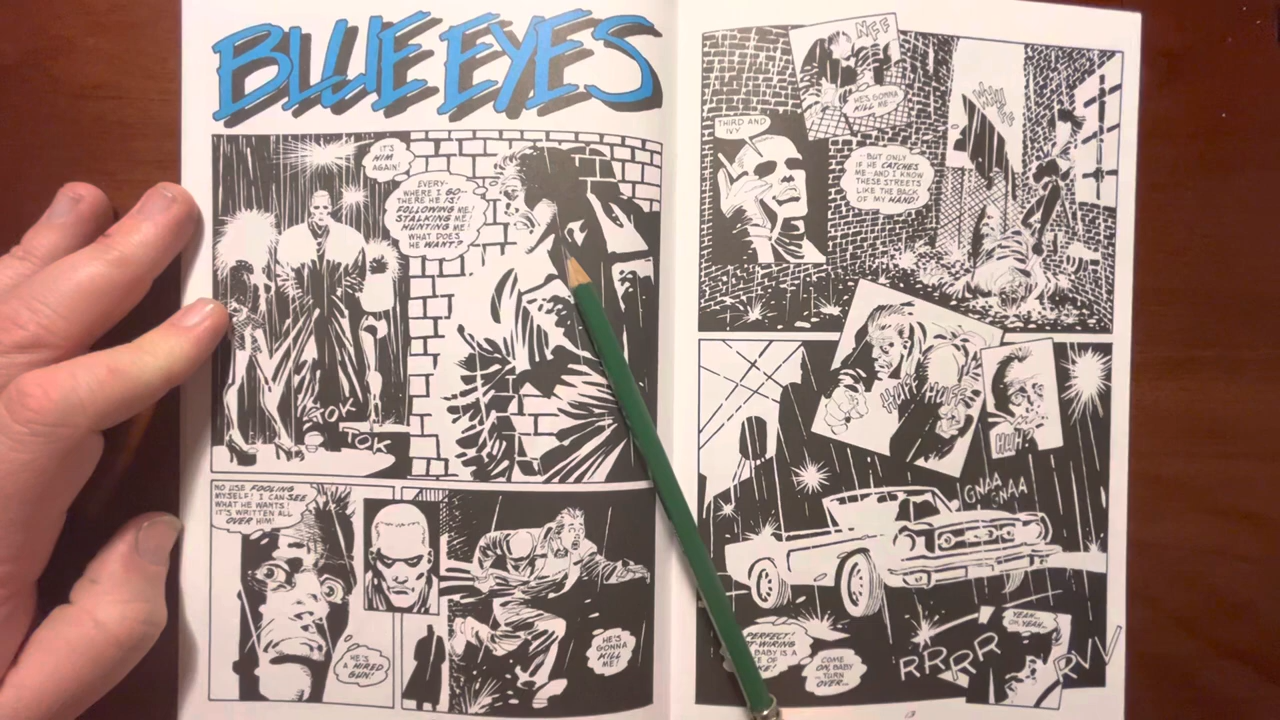 BLUE EYES
IT'S
HIM
AGAIN!
EVERY-
WHERE I GO--
THERE HE IS!
FOLLOWING ME!
STALKING ME!
HUNTING ME!
WHAT DOES
HE WANT?
TOK
TOK
NO USE FOOLING
MYSELF! I CAN SEE
WHAT HE WANTS!
IT'S WRITTEN ALL
OVER HIM!
HE'S
A HIRED
GUN!
HE'S
GONNA
KILL
ME!
NFF
HE'S GONNA
KILL ME--
THIRD AND
IVY
--BUT ONLY
IF HE CATCHES
ME--AND I KNOW
THESE STREETS
LIKE THE BACK
OF MY HAND!
HUFF
HUFF
HUH?
GNAA
GNAA
PERFECT!
BABY IS A
COME
ON, BABY
--TURN
OVER--
RRRR
YEAH--
OH, YEAH--
RVV
13